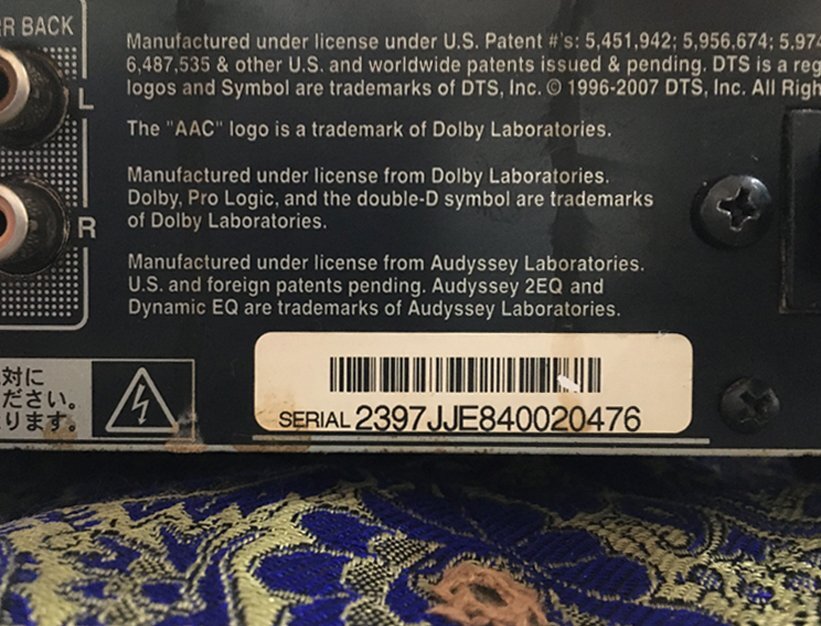 RR BACK
L
R
Manufactured under license under U.S. Patent #'s: 5,451,942; 5,956,674; 5,974
6,487,535 & other U.S. and worldwide patents issued & pending. DTS is a reg
logos and Symbol are trademarks of DTS, Inc. © 1996-2007 DTS, Inc. All Righ
The "AAC" logo is a trademark of Dolby Laboratories.
Manufactured under license from Dolby Laboratories.
Dolby, Pro Logic, and the double-D symbol are trademarks
of Dolby Laboratories.
Manufactured under license from Audyssey Laboratories.
U.S. and foreign patents pending. Audyssey 2EQ and
Dynamic EQ are trademarks of Audyssey Laboratories.
対に
ださい。
ります。
SERIAL 2397JJE840020476